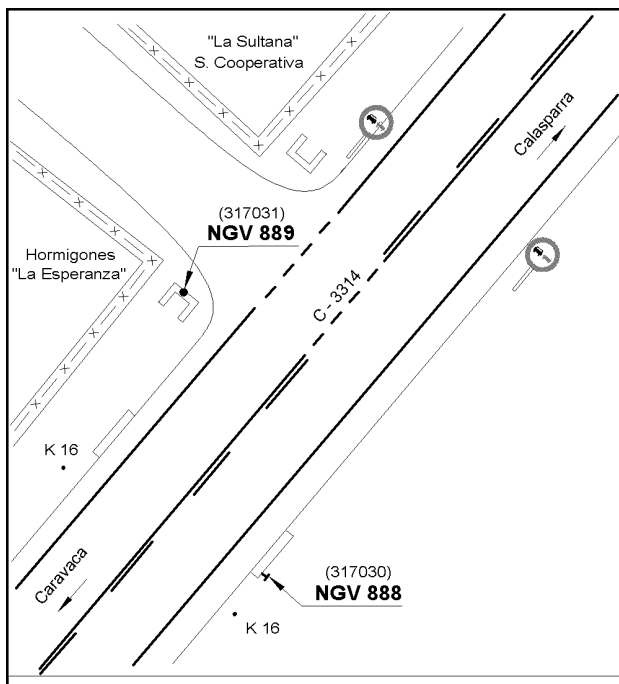 "La Sultana"
S. Cooperativa
Calasparra
(317031)
NGV 889
Hormigones
"La Esperanza"
C - 3314
K 16
Caravaca
(317030)
NGV 888
K 16